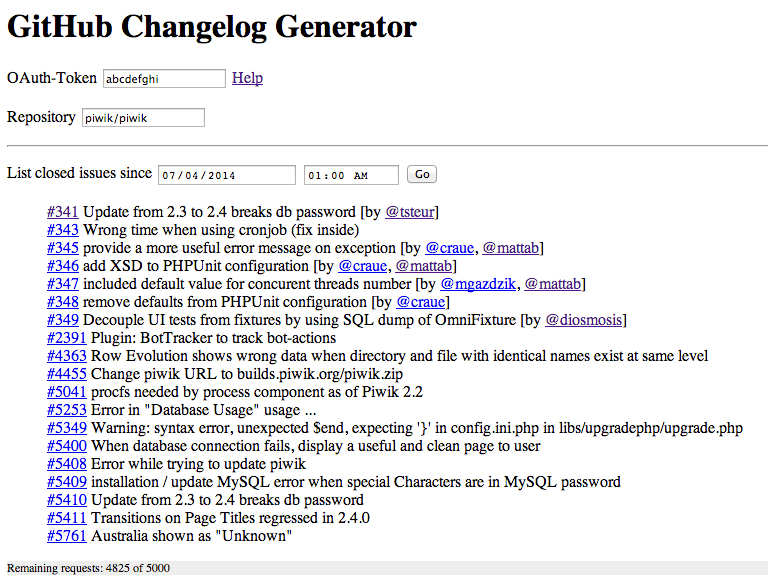 GitHub Changelog Generator
OAuth-Token abcdefghi Help
Repository piwik/piwik
List closed issues since 07/04/2014 01:00 AM Go
#341 Update from 2.3 to 2.4 breaks db password [by @tsteur]
#343 Wrong time when using cronjob (fix inside)
#345 provide a more useful error message on exception [by @craue, @mattab]
#346 add XSD to PHPUnit configuration [by @craue, @mattab]
#347 included default value for concurent threads number [by @mgazdzik, @mattab]
#348 remove defaults from PHPUnit configuration [by @craue]
#349 Decouple UI tests from fixtures by using SQL dump of OmniFixture [by @diosmosis]
#2391 Plugin: BotTracker to track bot-actions
#4363 Row Evolution shows wrong data when directory and file with identical names exist at same level
#4455 Change piwik URL to builds.piwik.org/piwik.zip
#5041 procfs needed by process component as of Piwik 2.2
#5253 Error in "Database Usage" usage ...
#5349 Warning: syntax error, unexpected $end, expecting '}' in config.ini.php in libs/upgradephp/upgrade.php
#5400 When database connection fails, display a useful and clean page to user
#5408 Error while trying to update piwik
#5409 installation / update MySQL error when special Characters are in MySQL password
#5410 Update from 2.3 to 2.4 breaks db password
#5411 Transitions on Page Titles regressed in 2.4.0
#5761 Australia shown as "Unknown"
Remaining requests: 4825 of 5000